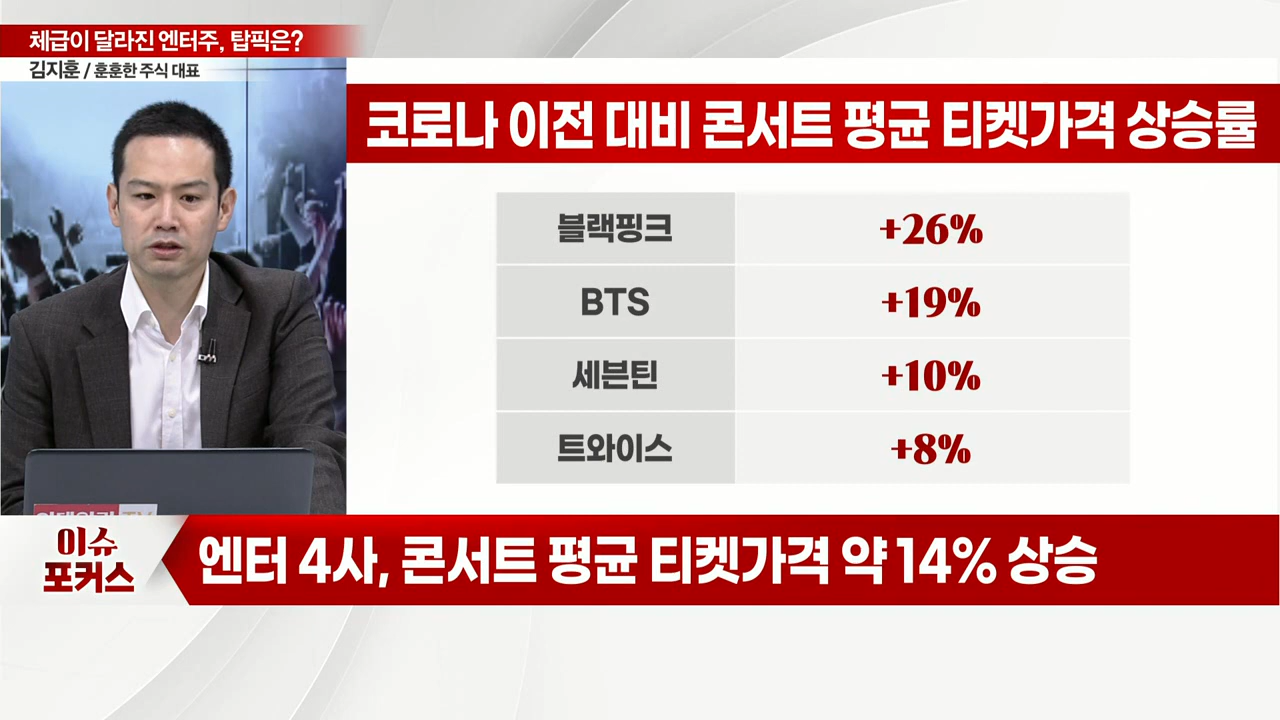 체급이 달라진 엔터주, 탑픽은?
김지훈 / 훈훈한 주식 대표
코로나 이전 대비 콘서트 평균 티켓가격 상승률
블랙핑크 +26%
BTS +19%
세븐틴 +10%
트와이스 +8%
이슈
포커스
엔터 4사, 콘서트 평균 티켓가격 약 14% 상승